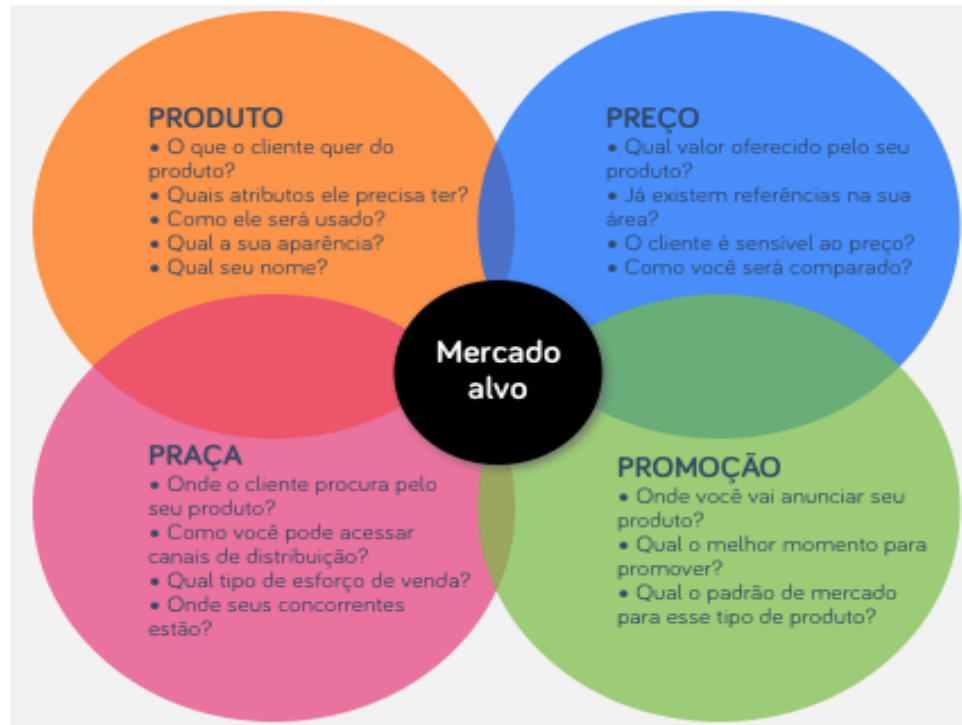 PRODUTO
• O que o cliente quer do
produto?
• Quais atributos ele precisa ter?
• Como ele será usado?
• Qual a sua aparência?
• Qual seu nome?
PREÇO
• Qual valor oferecido pelo seu
produto?
• Já existem referências na sua
área?
• O cliente é sensível ao preço?
• Como você será comparado?
Mercado
alvo
PRAÇA
• Onde o cliente procura pelo
seu produto?
• Como você pode acessar
canais de distribuição?
• Qual tipo de esforço de venda?
• Onde seus concorrentes
estão?
PROMOÇÃO
• Onde você vai anunciar seu
produto?
• Qual o melhor momento para
promover?
• Qual o padrão de mercado
para esse tipo de produto?